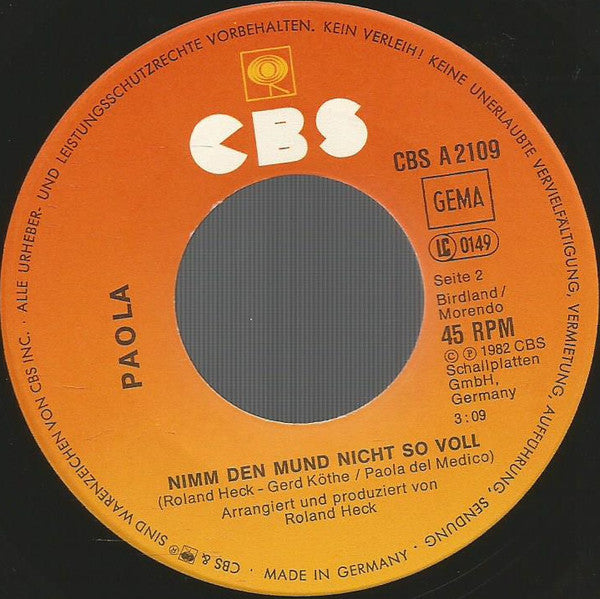 ALLE URHEBER- UND LEISTUNGSSCHUTZRECHTE VORBEHALTEN. KEIN VERLEIH! KEINE UNERLAUBTE VERVIELFÄLTIGUNG, VERMIETUNG, AUFFÜHRUNG, SENDUNG.
CBS
CBS A 2109
GEMA
LC 0149
Seite 2
Birdland/
Morendo
45 RPM
© ℗ 1982 CBS
Schallplatten
GmbH,
Germany
3:09
PAOLA
NIMM DEN MUND NICHT SO VOLL
(Roland Heck - Gerd Köthe / Paola del Medico)
Arrangiert und produziert von
Roland Heck
® CBS & SIND WARENZEICHEN VON CBS INC. ·
· MADE IN GERMANY ·